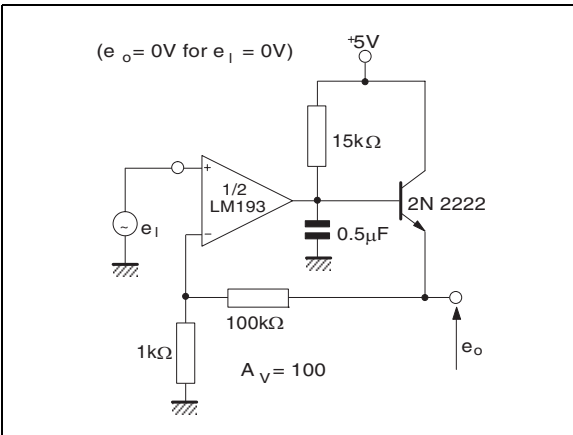 (e o = 0V for e I = 0V)
+5V
15kΩ
+
1/2
LM193
2N 2222
~
e I
0.5μF
−
100kΩ
1kΩ
A V = 100
e o